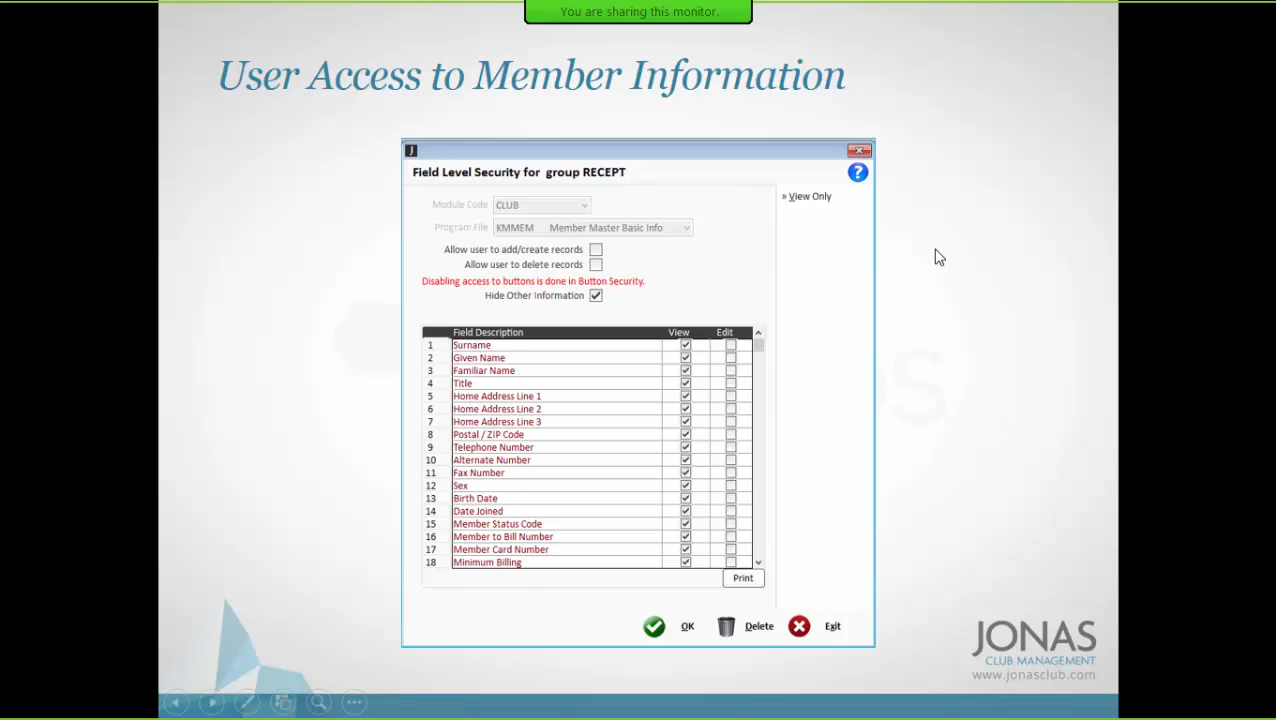 You are sharing this monitor.
User Access to Member Information
J
Field Level Security for group RECEPT
?
Module Code CLUB
» View Only
Program File KMMEM Member Master Basic Info
Allow user to add/create records
Allow user to delete records
Disabling access to buttons is done in Button Security.
Hide Other Information
Field Description View Edit
1 Surname
2 Given Name
3 Familiar Name
4 Title
5 Home Address Line 1
6 Home Address Line 2
7 Home Address Line 3
8 Postal / ZIP Code
9 Telephone Number
10 Alternate Number
11 Fax Number
12 Sex
13 Birth Date
14 Date Joined
15 Member Status Code
16 Member to Bill Number
17 Member Card Number
18 Minimum Billing
Print
OK Delete Exit
JONAS
CLUB MANAGEMENT
www.jonasclub.com